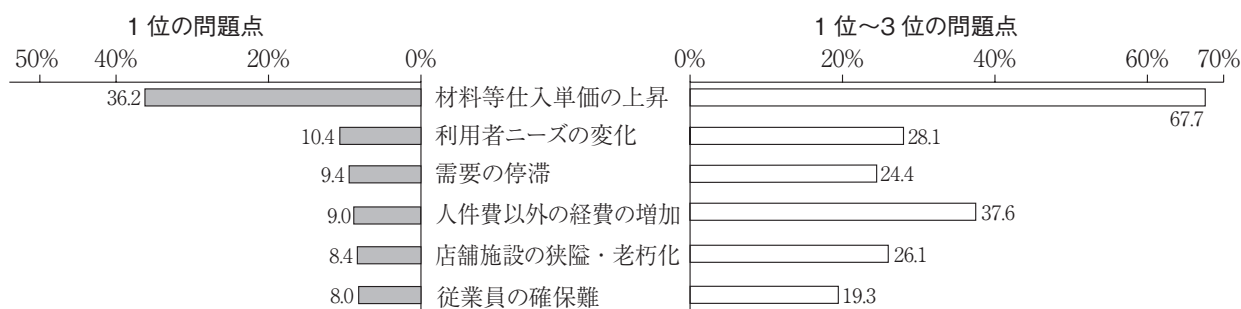 1位の問題点 1位～3位の問題点
50% 40% 20% 0% 0% 20% 40% 60% 70%
36.2 材料等仕入単価の上昇 67.7
10.4 利用者ニーズの変化 28.1
9.4 需要の停滞 24.4
9.0 人件費以外の経費の増加 37.6
8.4 店舗施設の狭隘・老朽化 26.1
8.0 従業員の確保難 19.3